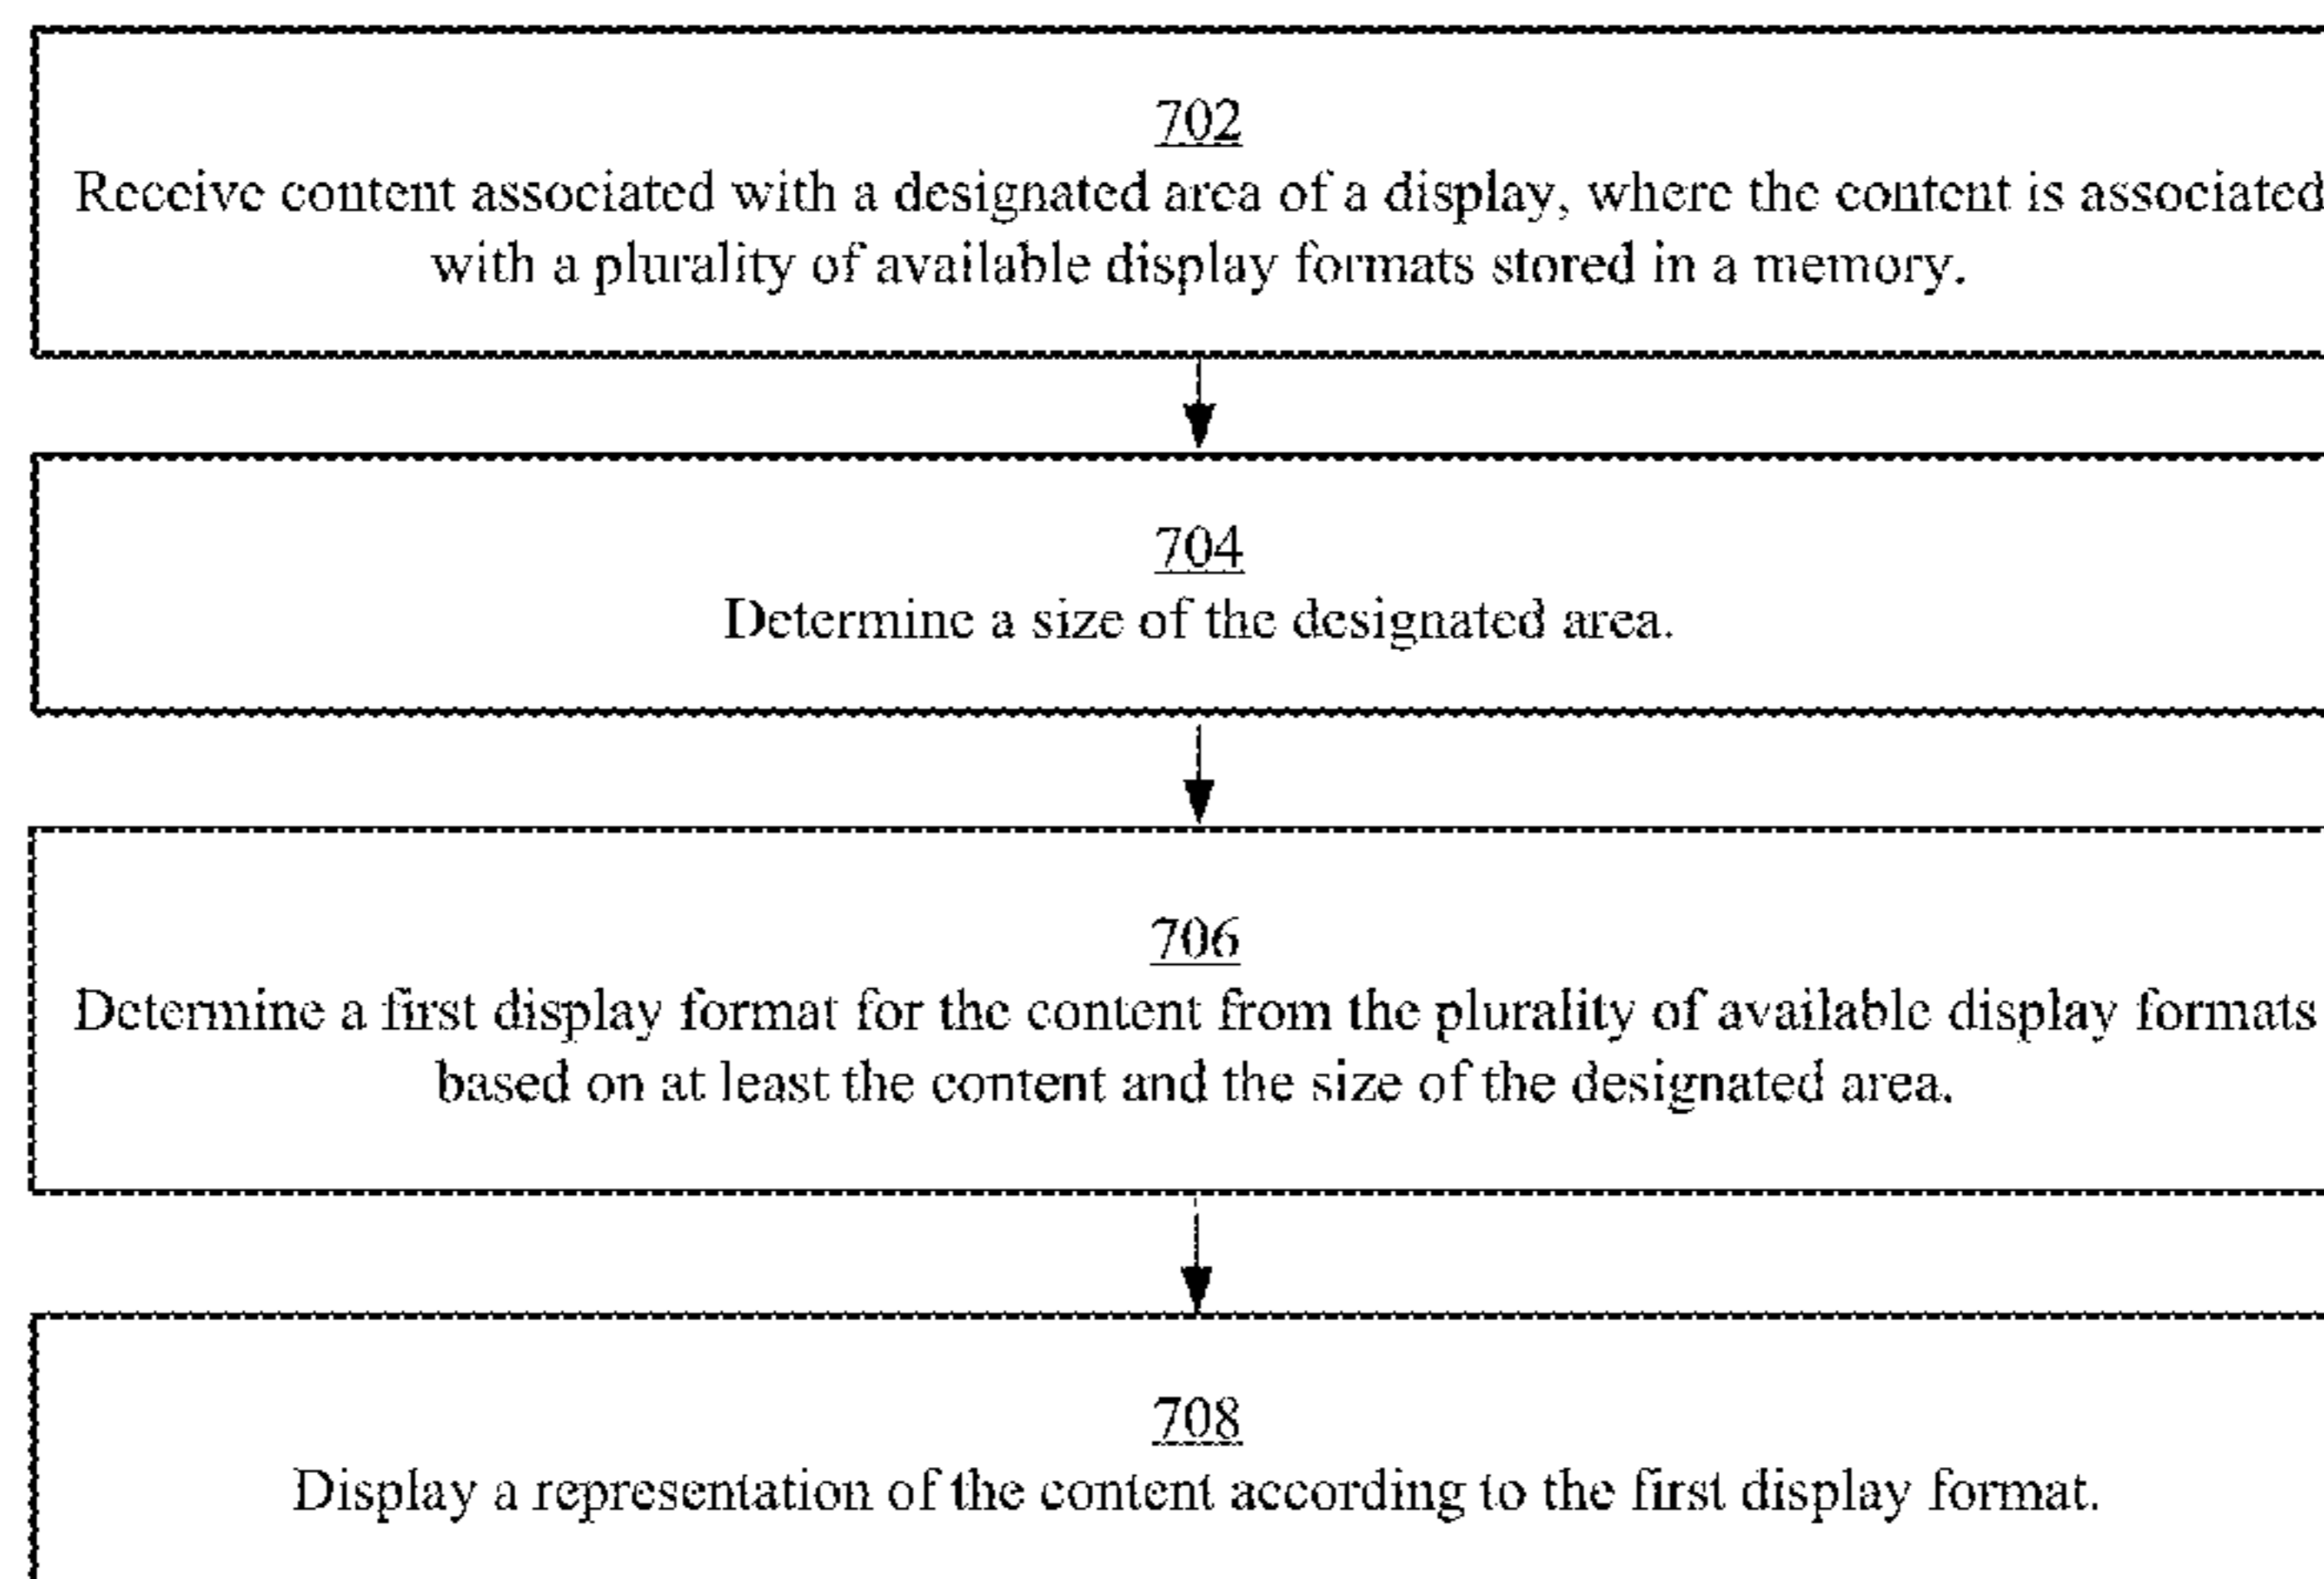 702
Receive content associated with a designated area of a display, where the content is associated
with a plurality of available display formats stored in a memory.
704
Determine a size of the designated area.
706
Determine a first display format for the content from the plurality of available display formats
based on at least the content and the size of the designated area.
708
Display a representation of the content according to the first display format.